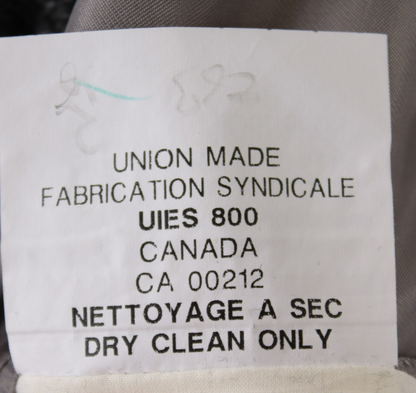 UNION MADE
FABRICATION SYNDICALE
UIES 800
CANADA
CA 00212
NETTOYAGE A SEC
DRY CLEAN ONLY